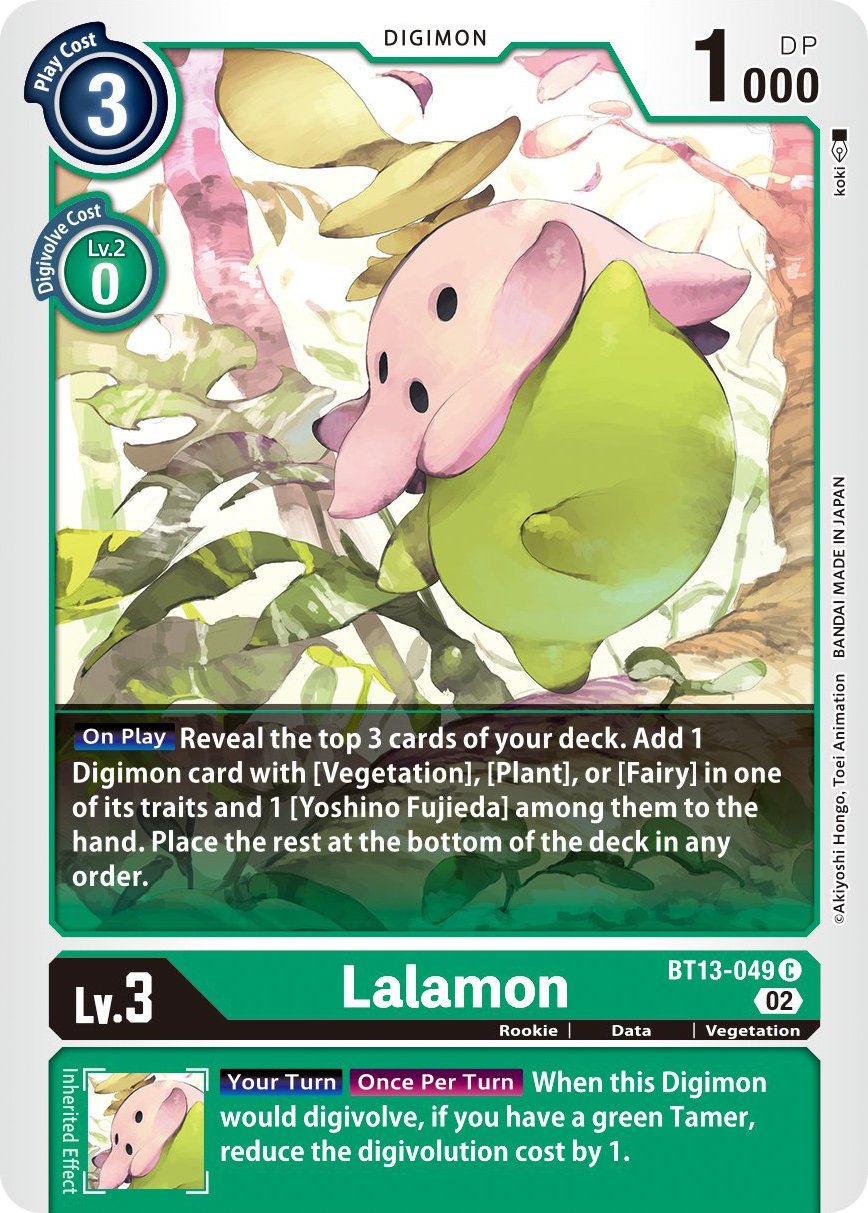 DIGIMON
Play Cost
3
DP
1000
Digivolve Cost
Lv.2
0
koki
BANDAI MADE IN JAPAN
©Akiyoshi Hongo, Toei Animation
On Play Reveal the top 3 cards of your deck. Add 1
Digimon card with [Vegetation], [Plant], or [Fairy] in one
of its traits and 1 [Yoshino Fujieda] among them to the
hand. Place the rest at the bottom of the deck in any
order.
Lv.3
Lalamon
BT13-049 C
02
Rookie | Data | Vegetation
Inherited Effect
Your Turn Once Per Turn When this Digimon
would digivolve, if you have a green Tamer,
reduce the digivolution cost by 1.